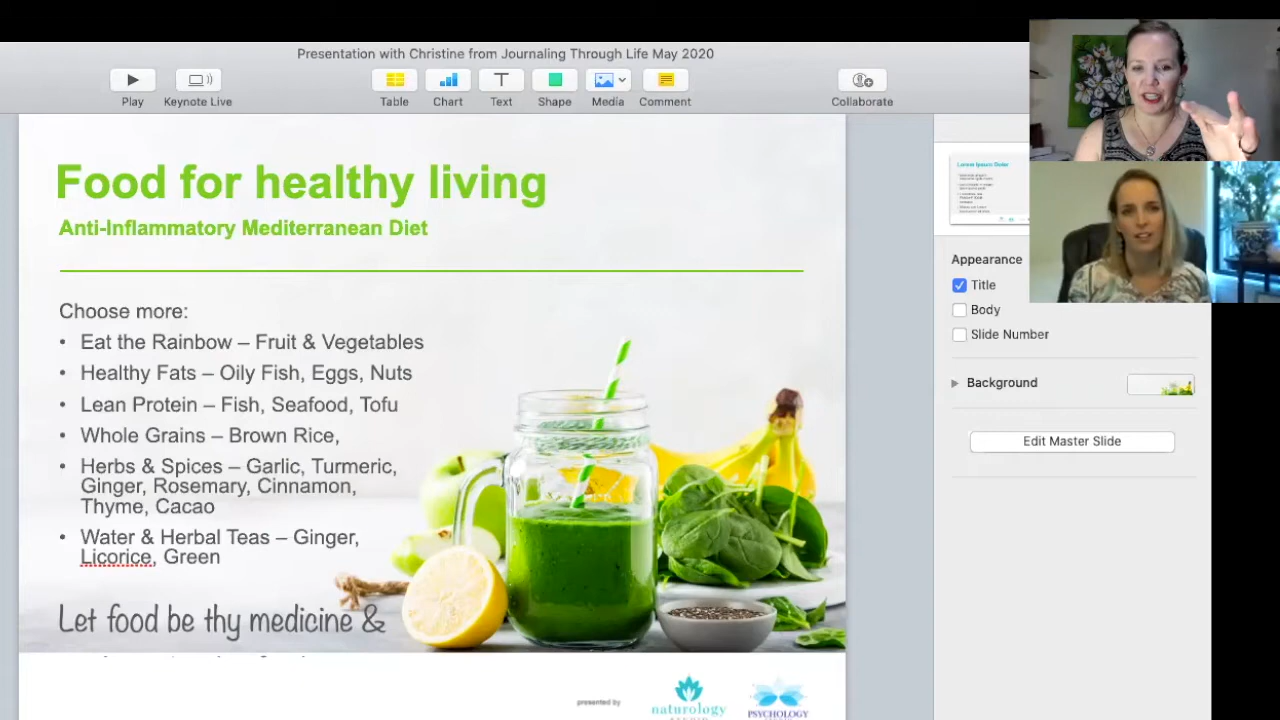 Presentation with Christine from Journaling Through Life May 2020
Play
Keynote Live
Table
Chart
Text
Shape
Media
Comment
Collaborate
Food for healthy living
Anti-Inflammatory Mediterranean Diet
Choose more:
• Eat the Rainbow – Fruit & Vegetables
• Healthy Fats – Oily Fish, Eggs, Nuts
• Lean Protein – Fish, Seafood, Tofu
• Whole Grains – Brown Rice,
• Herbs & Spices – Garlic, Turmeric,
Ginger, Rosemary, Cinnamon,
Thyme, Cacao
• Water & Herbal Teas – Ginger,
Licorice, Green
Let food be thy medicine &
presented by
naturology
PSYCHOLOGY
Lorem Ipsum Dolor
Appearance
Title
Body
Slide Number
Background
Edit Master Slide